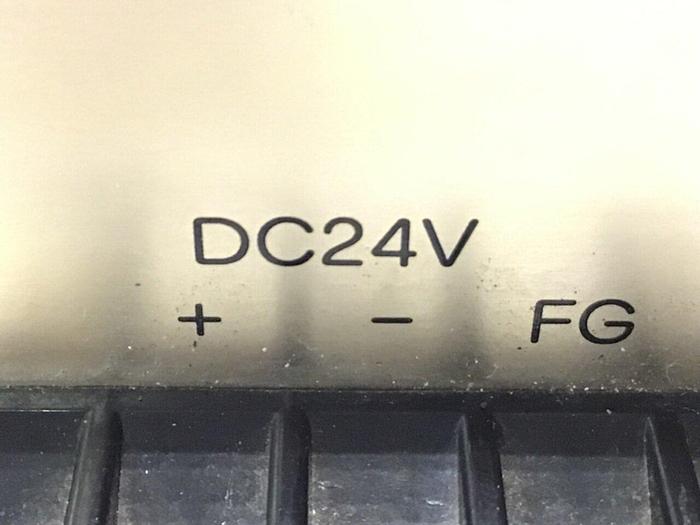 DC24V
+ − FG